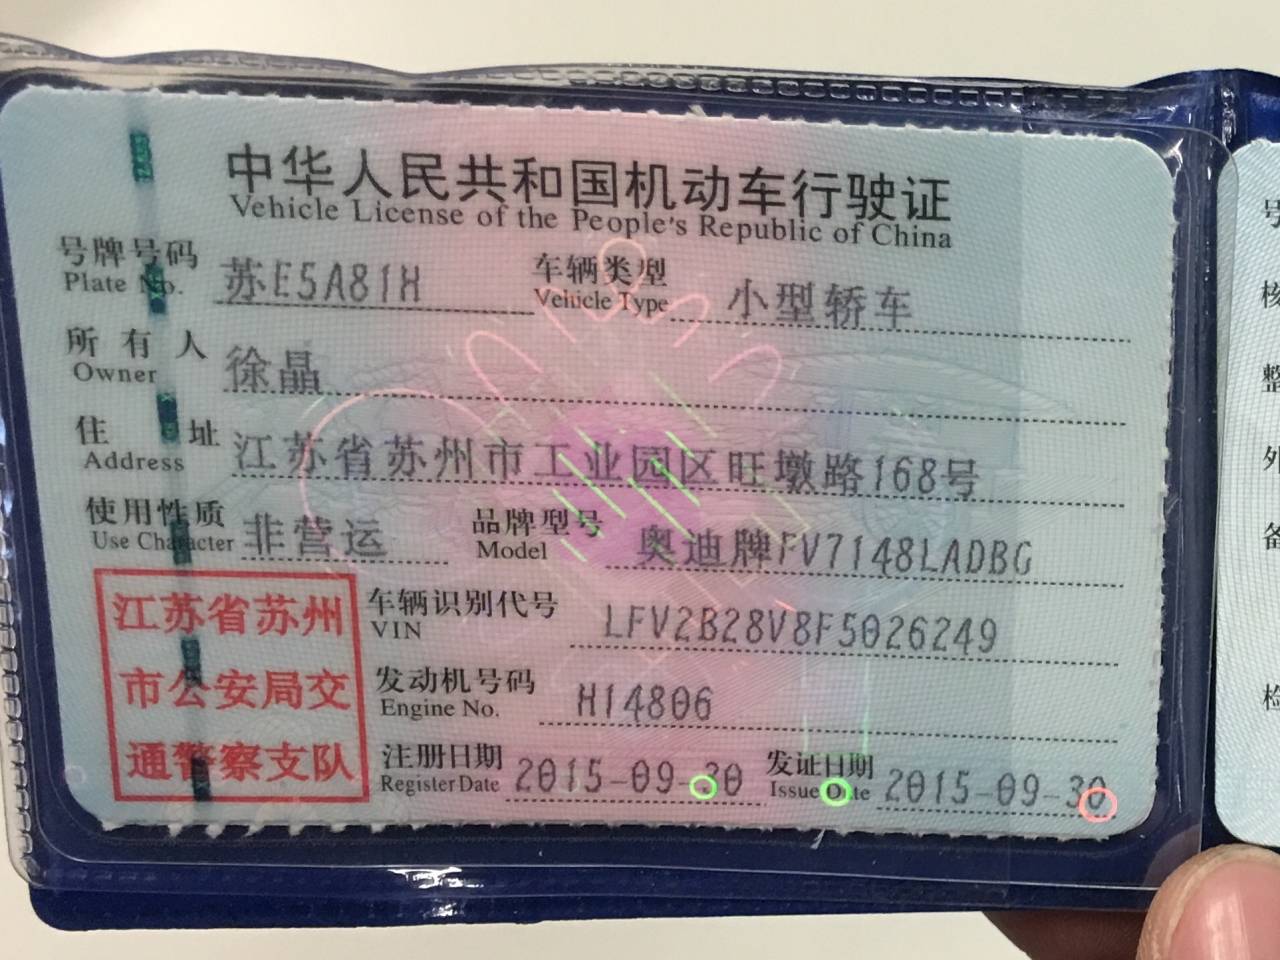 中华人民共和国机动车行驶证
Vehicle License of the People's Republic of China
号牌号码 苏E5A81H 车辆类型 小型轿车
Plate No. Vehicle Type
所有人 徐晶
Owner
住址 江苏省苏州市工业园区旺墩路168号
Address
使用性质 非营运 品牌型号 奥迪牌FV7148LADBG
Use Character Model
江苏省苏州
市公安局交
通警察支队
车辆识别代号 LFV2B28V8F5026249
VIN
发动机号码 H14806
Engine No.
注册日期 2015-09-30 发证日期 2015-09-30
Register Date Issue Date
号
核
整
外
备
检